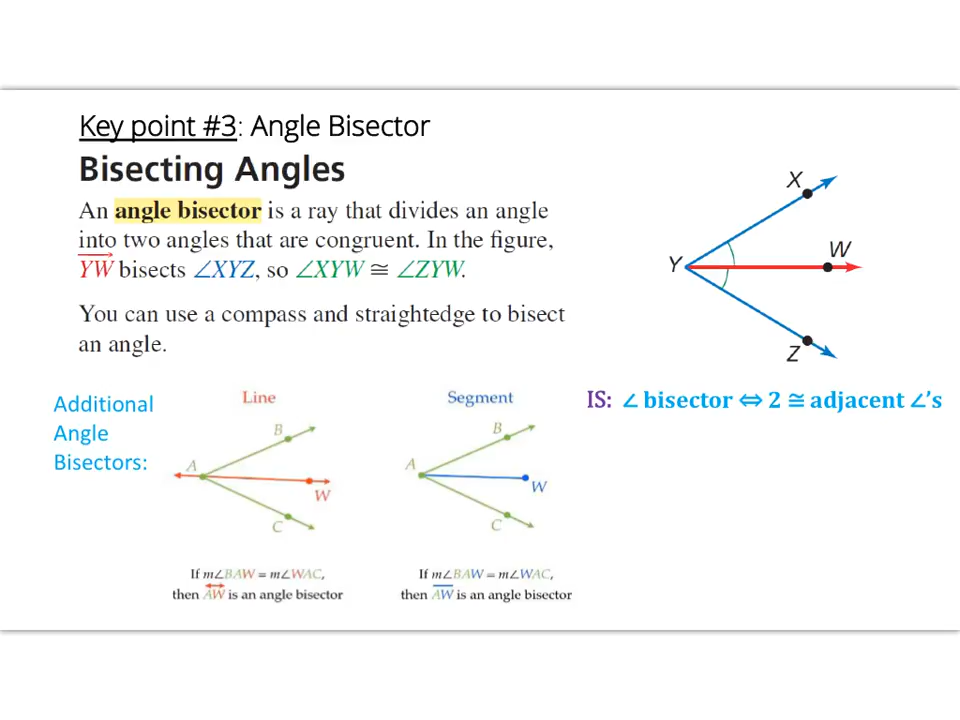 Key point #3: Angle Bisector
Bisecting Angles
An angle bisector is a ray that divides an angle
into two angles that are congruent. In the figure,
YW bisects ∠XYZ, so ∠XYW ≅ ∠ZYW.
You can use a compass and straightedge to bisect
an angle.
X
W
Y
Z
IS: ∠ bisector ⇔ 2 ≅ adjacent ∠'s
Additional
Angle
Bisectors:
Line
B
A
W
C
If m∠BAW = m∠WAC,
then AW is an angle bisector
Segment
B
A
W
C
If m∠BAW = m∠WAC,
then AW is an angle bisector